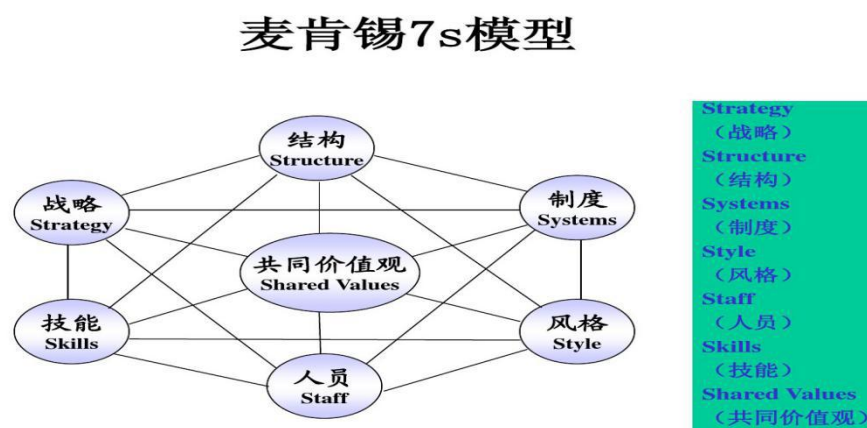 麦肯锡7s模型
结构
Structure
战略
Strategy
制度
Systems
共同价值观
Shared Values
技能
Skills
风格
Style
人员
Staff
Strategy
（战略）
Structure
（结构）
Systems
（制度）
Style
（风格）
Staff
（人员）
Skills
（技能）
Shared Values
（共同价值观）